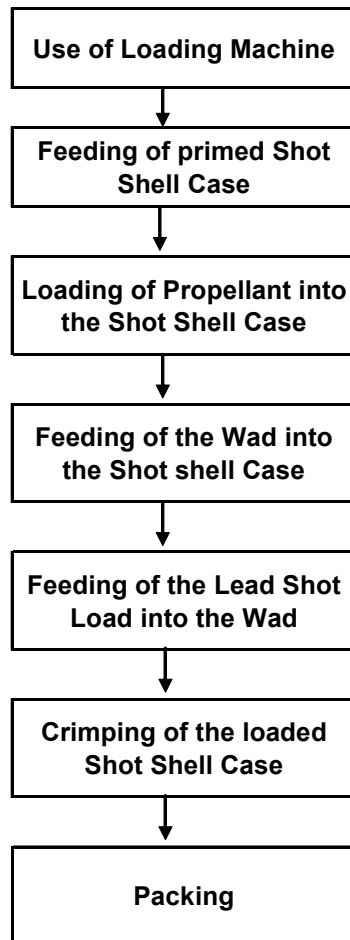 Use of Loading Machine
Feeding of primed Shot
Shell Case
Loading of Propellant into
the Shot Shell Case
Feeding of the Wad into
the Shot shell Case
Feeding of the Lead Shot
Load into the Wad
Crimping of the loaded
Shot Shell Case
Packing